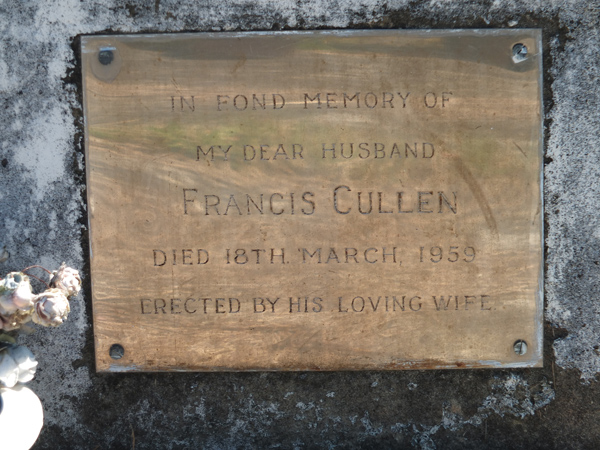 IN FOND MEMORY OF
MY DEAR HUSBAND
FRANCIS CULLEN
DIED 18TH. MARCH, 1959
ERECTED BY HIS LOVING WIFE.